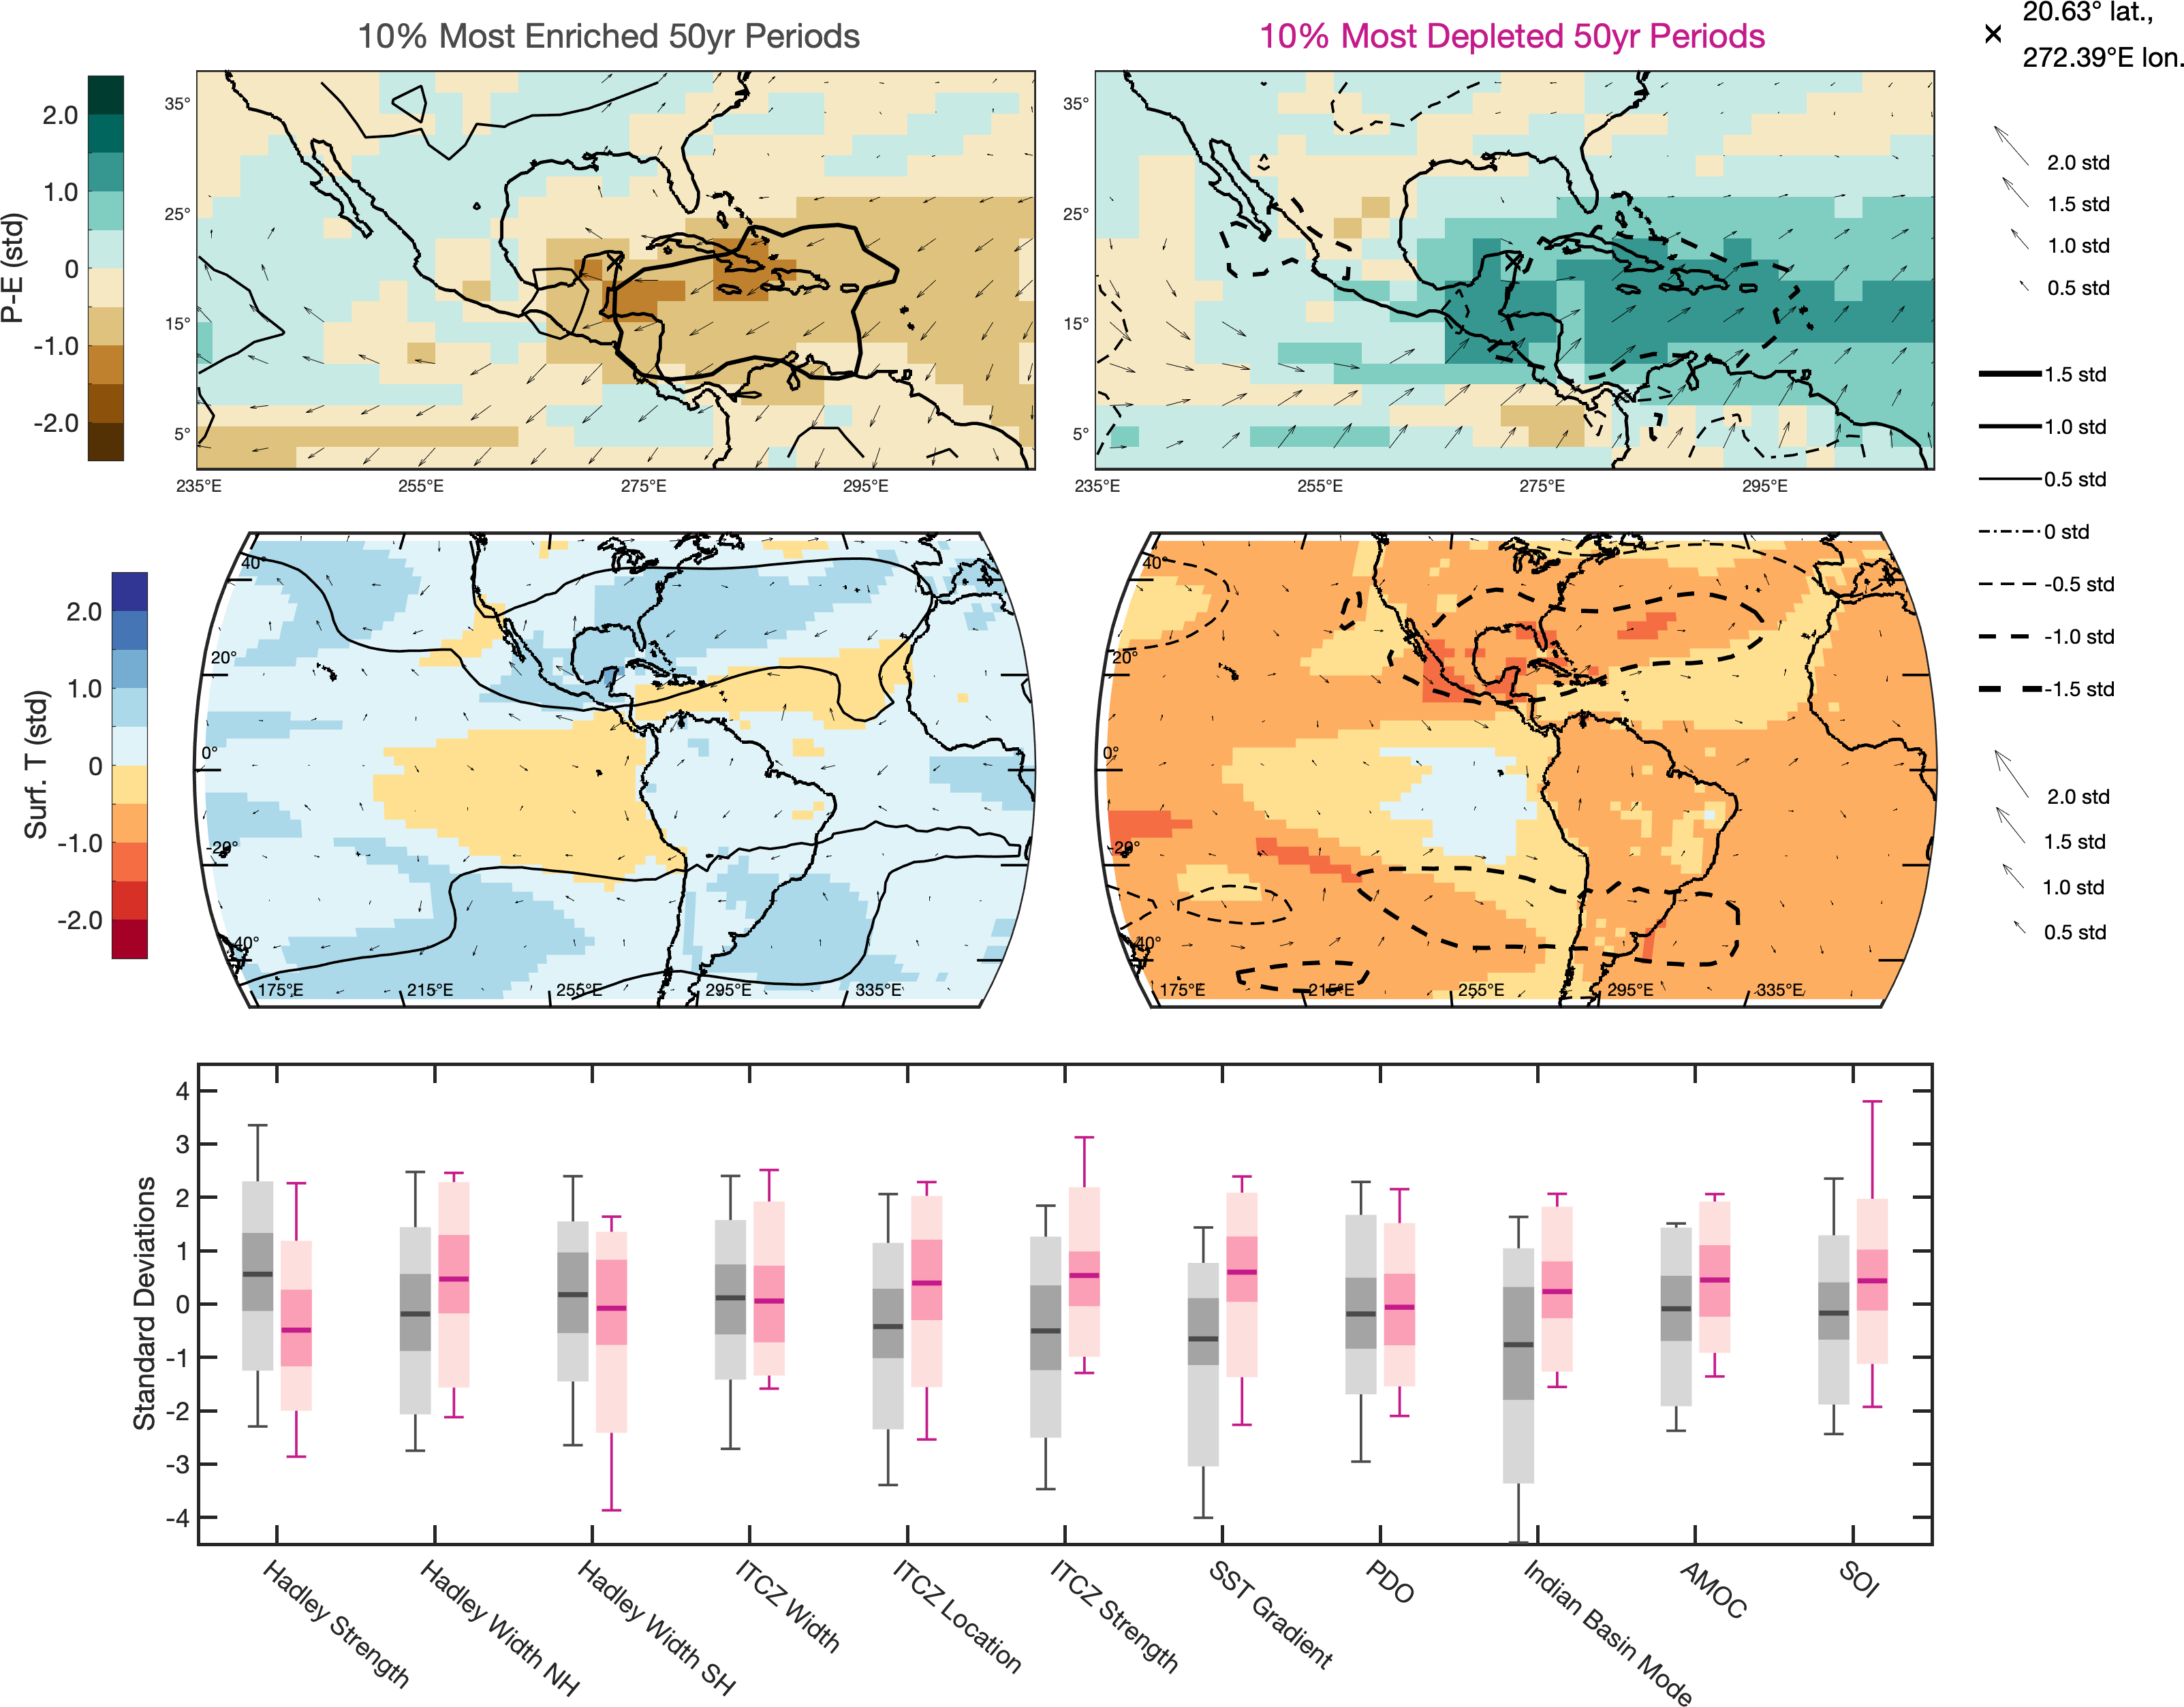 10% Most Enriched 50yr Periods
10% Most Depleted 50yr Periods
20.63° lat.,
272.39°E lon.
P-E (std)
2.0
1.0
0
-1.0
-2.0
35°
25°
15°
5°
235°E
255°E
275°E
295°E
35°
25°
15°
5°
235°E
255°E
275°E
295°E
2.0 std
1.5 std
1.0 std
0.5 std
1.5 std
1.0 std
0.5 std
0 std
-0.5 std
-1.0 std
-1.5 std
Surf. T (std)
2.0
1.0
0
-1.0
-2.0
40°
20°
0°
-20°
-40°
175°E
215°E
255°E
295°E
335°E
40°
20°
0°
-20°
-40°
175°E
215°E
255°E
295°E
335°E
2.0 std
1.5 std
1.0 std
0.5 std
Standard Deviations
4
3
2
1
0
-1
-2
-3
-4
Hadley Strength
Hadley Width NH
Hadley Width SH
ITCZ Width
ITCZ Location
ITCZ Strength
SST Gradient
PDO
Indian Basin Mode
AMOC
SOI